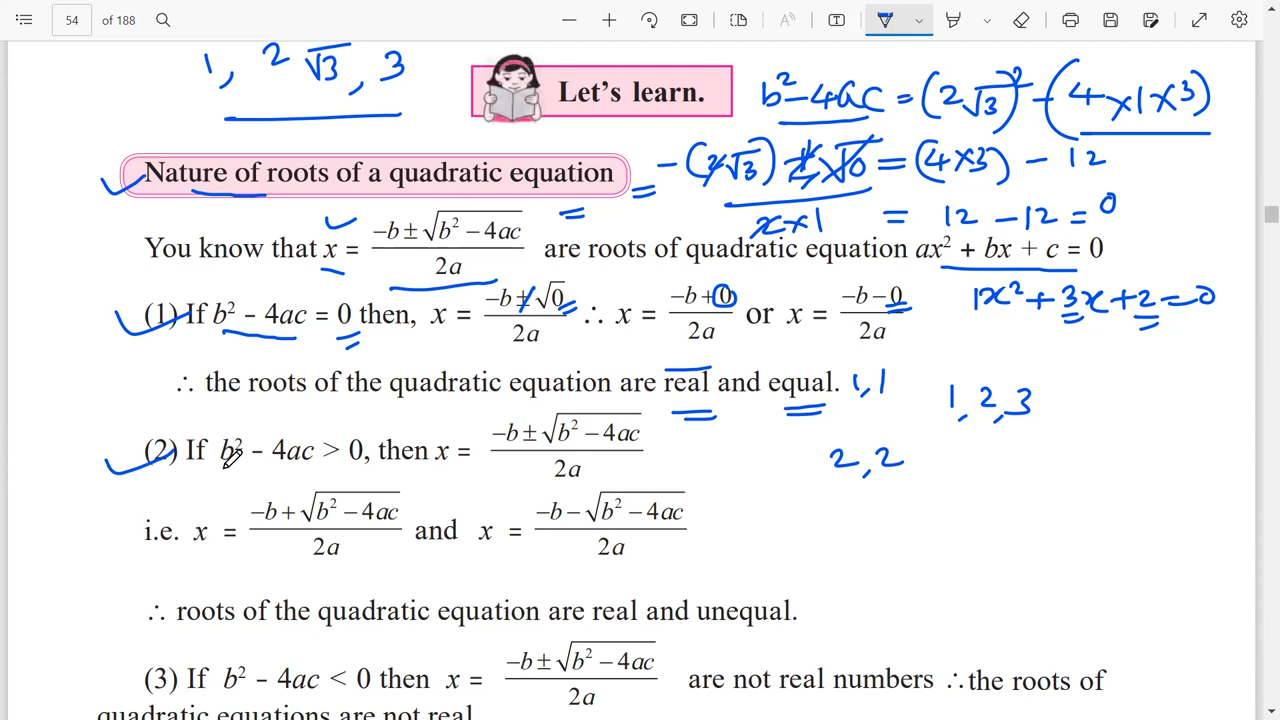 54 of 188
1, 2√3, 3
Let's learn.
b² – 4ac = (2√3)² – (4×1×3)
Nature of roots of a quadratic equation
= –(2√3) ± √0 = (4×3) – 12
2×1 = 12 – 12 = 0
You know that x = (–b ± √(b² – 4ac)) / 2a are roots of quadratic equation ax² + bx + c = 0
(1) If b² – 4ac = 0 then, x = (–b ± √0) / 2a ∴ x = (–b + 0) / 2a or x = (–b – 0) / 2a
1x² + 3x + 2 = 0
∴ the roots of the quadratic equation are real and equal. 1, 1
1, 2, 3
(2) If b² – 4ac > 0, then x = (–b ± √(b² – 4ac)) / 2a
2, 2
i.e. x = (–b + √(b² – 4ac)) / 2a and x = (–b – √(b² – 4ac)) / 2a
∴ roots of the quadratic equation are real and unequal.
(3) If b² – 4ac < 0 then x = (–b ± √(b² – 4ac)) / 2a are not real numbers ∴ the roots of
quadratic equations are not real